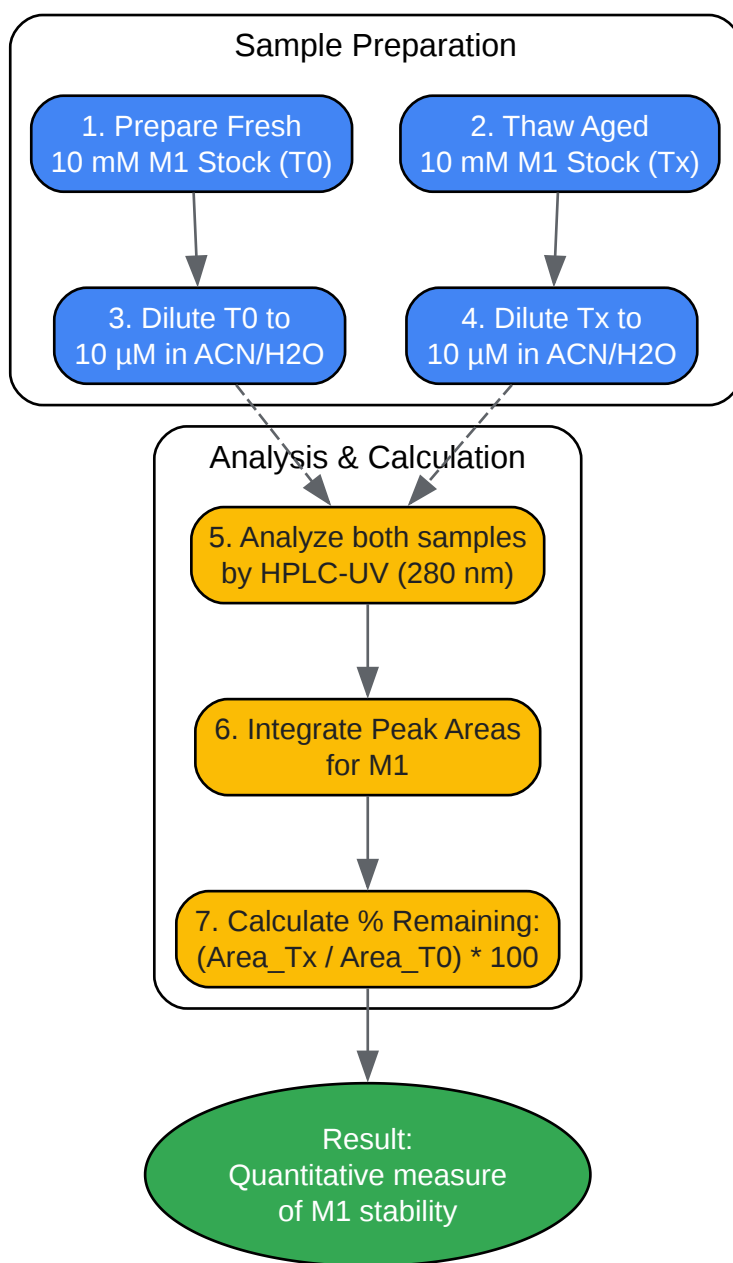 Sample Preparation
1. Prepare Fresh
10 mM M1 Stock (T0)
2. Thaw Aged
10 mM M1 Stock (Tx)
3. Dilute T0 to
10 µM in ACN/H2O
4. Dilute Tx to
10 µM in ACN/H2O
Analysis & Calculation
5. Analyze both samples
by HPLC-UV (280 nm)
6. Integrate Peak Areas
for M1
7. Calculate % Remaining:
(Area_Tx / Area_T0) * 100
Result:
Quantitative measure
of M1 stability